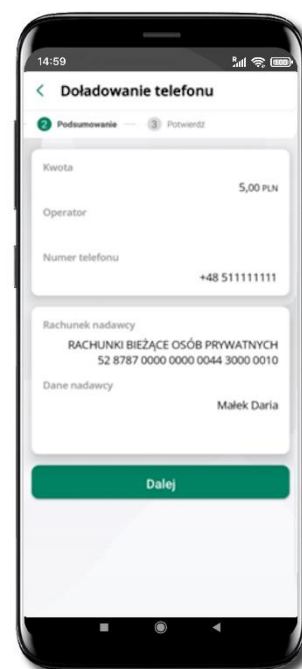 14:59
Doładowanie telefonu
2 Podsumowanie 3 Potwierdź
Kwota
5,00 PLN
Operator
Numer telefonu
+48 511111111
Rachunek nadawcy
RACHUNKI BIEŻĄCE OSÓB PRYWATNYCH
52 8787 0000 0000 0044 3000 0010
Dane nadawcy
Małek Daria
Dalej